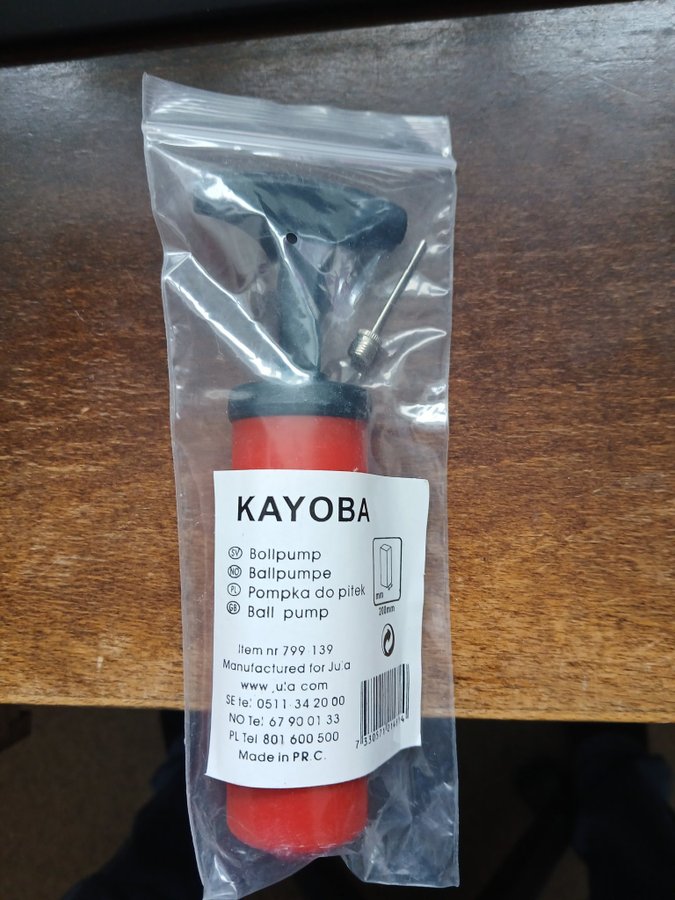 KAYOBA
SV Bollpump
NO Ballpumpe
PL Pompka do piłek
GB Ball pump
mm
200mm
Item nr 799 139
Manufactured for Jula
www.jula.com
SE tel: 0511 34 20 00
NO Tel: 67 90 01 33
PL Tel 801 600 500
Made in P.R.C.